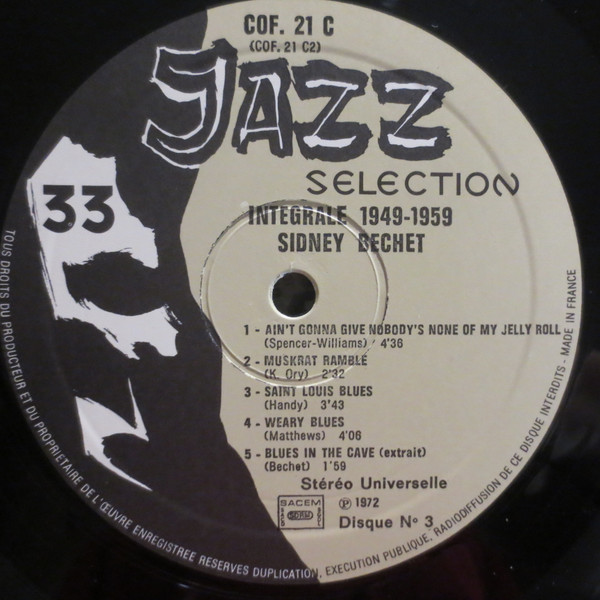 COF. 21 C
(COF. 21 C2)
JAZZ
SELECTION
33
INTEGRALE 1949-1959
SIDNEY BECHET
1 - AIN'T GONNA GIVE NOBODY'S NONE OF MY JELLY ROLL
(Spencer-Williams) 4'36
2 - MUSKRAT RAMBLE
(K. Ory) 2'32
3 - SAINT LOUIS BLUES
(Handy) 3'43
4 - WEARY BLUES
(Matthews) 4'06
5 - BLUES IN THE CAVE (extrait)
(Bechet) 1'59
Stéréo Universelle
SACEM
SDRM
℗ 1972
Disque Nº 3
TOUS DROITS DU PRODUCTEUR ET DU PROPRIETAIRE DE L'ŒUVRE ENREGISTREE RESERVES DUPLICATION, EXECUTION PUBLIQUE, RADIODIFFUSION DE CE DISQUE INTERDITS - MADE IN FRANCE